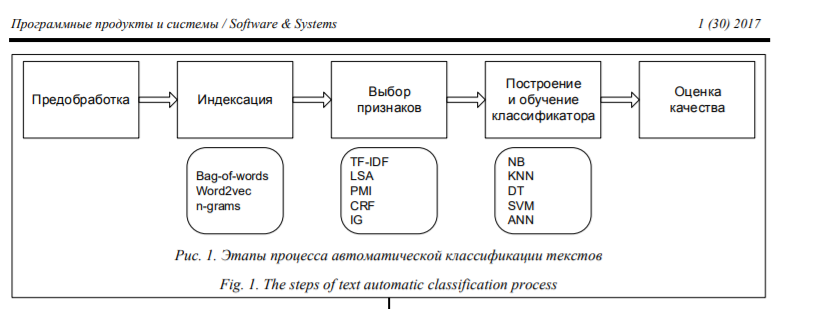 Программные продукты и системы / Software & Systems
1 (30) 2017
Предобработка
Индексация
Выбор
признаков
Построение
и обучение
классификатора
Оценка
качества
Bag-of-words
Word2vec
n-grams
TF-IDF
LSA
PMI
CRF
IG
NB
KNN
DT
SVM
ANN
Рис. 1. Этапы процесса автоматической классификации текстов
Fig. 1. The steps of text automatic classification process